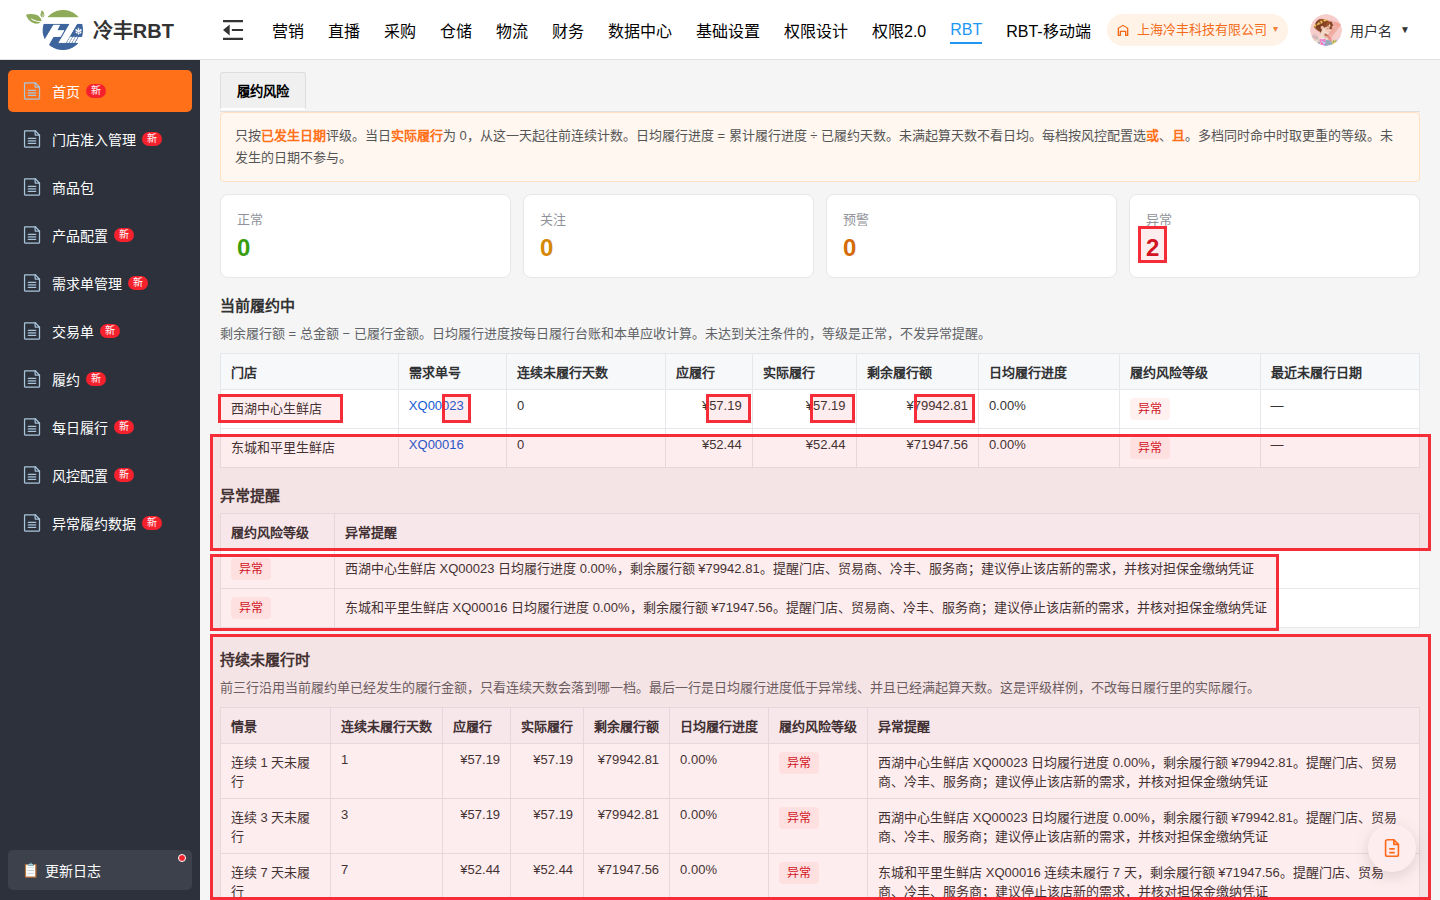 冷丰RBT
营销 直播 采购 仓储 物流 财务 数据中心 基础设置 权限设计 权限2.0 RBT RBT-移动端 上海冷丰科技有限公司 ▾ 用户名 ▼
首页 新
门店准入管理 新
商品包
产品配置 新
需求单管理 新
交易单 新
履约 新
每日履行 新
风控配置 新
异常履约数据 新
更新日志
履约风险
只按已发生日期评级。当日实际履行为 0，从这一天起往前连续计数。日均履行进度 = 累计履行进度 ÷ 已履约天数。未满起算天数不看日均。每档按风控配置选或、且。多档同时命中时取更重的等级。未
发生的日期不参与。
正常 关注 预警 异常
0 0 0 2
当前履约中
剩余履行额 = 总金额 − 已履行金额。日均履行进度按每日履行台账和本单应收计算。未达到关注条件的，等级是正常，不发异常提醒。
门店 需求单号 连续未履行天数 应履行 实际履行 剩余履行额 日均履行进度 履约风险等级 最近未履行日期
西湖中心生鲜店 XQ00023 0 ¥57.19 ¥57.19 ¥79942.81 0.00% 异常 —
东城和平里生鲜店 XQ00016 0 ¥52.44 ¥52.44 ¥71947.56 0.00% 异常 —
异常提醒
履约风险等级 异常提醒
异常 西湖中心生鲜店 XQ00023 日均履行进度 0.00%，剩余履行额 ¥79942.81。提醒门店、贸易商、冷丰、服务商；建议停止该店新的需求，并核对担保金缴纳凭证
异常 东城和平里生鲜店 XQ00016 日均履行进度 0.00%，剩余履行额 ¥71947.56。提醒门店、贸易商、冷丰、服务商；建议停止该店新的需求，并核对担保金缴纳凭证
持续未履行时
前三行沿用当前履约单已经发生的履行金额，只看连续天数会落到哪一档。最后一行是日均履行进度低于异常线、并且已经满起算天数。这是评级样例，不改每日履行里的实际履行。
情景 连续未履行天数 应履行 实际履行 剩余履行额 日均履行进度 履约风险等级 异常提醒
连续 1 天未履 1 ¥57.19 ¥57.19 ¥79942.81 0.00% 异常 西湖中心生鲜店 XQ00023 日均履行进度 0.00%，剩余履行额 ¥79942.81。提醒门店、贸易
行 商、冷丰、服务商；建议停止该店新的需求，并核对担保金缴纳凭证
连续 3 天未履 3 ¥57.19 ¥57.19 ¥79942.81 0.00% 异常 西湖中心生鲜店 XQ00023 日均履行进度 0.00%，剩余履行额 ¥79942.81。提醒门店、贸易
行 商、冷丰、服务商；建议停止该店新的需求，并核对担保金缴纳凭证
连续 7 天未履 7 ¥52.44 ¥52.44 ¥71947.56 0.00% 异常 东城和平里生鲜店 XQ00016 连续未履行 7 天，剩余履行额 ¥71947.56。提醒门店、贸易
行 商、冷丰、服务商；建议停止该店新的需求，并核对担保金缴纳凭证